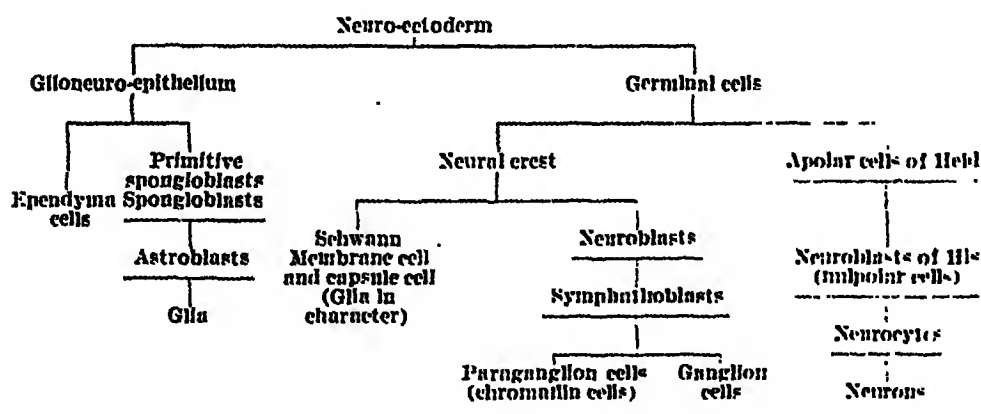 Neuro-ectoderm
Glioneuro-epithelium
Germinal cells
Ependyma
cells
Primitive
spongioblasts
Spongioblasts
Astroblasts
Glia
Neural crest
Schwann
Membrane cell
and capsule cell
(Glia in
character)
Neuroblasts
Symphathoblasts
Paraganglion cells
(chromaffin cells)
Ganglion
cells
Apolar cells of Held
Neuroblasts of His
(unipolar cells)
Neurocytes
Neurons